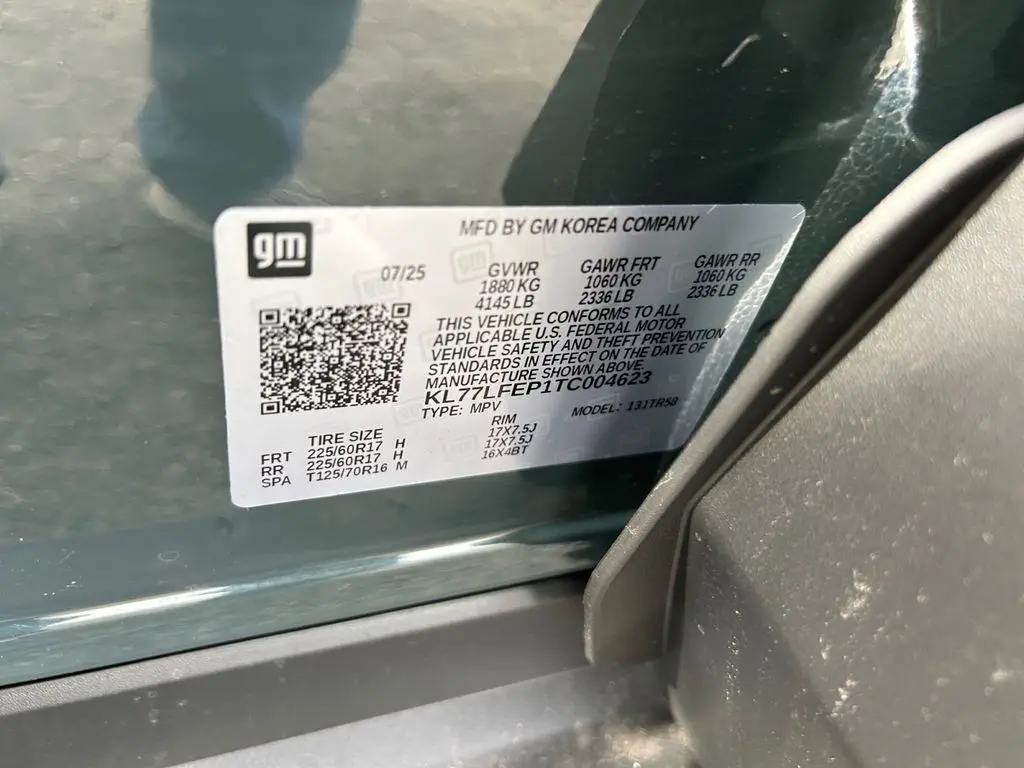 gm
MFD BY GM KOREA COMPANY
07/25 GVWR GAWR FRT GAWR RR
1880 KG 1060 KG 1060 KG
4145 LB 2336 LB 2336 LB
THIS VEHICLE CONFORMS TO ALL
APPLICABLE U.S. FEDERAL MOTOR
VEHICLE SAFETY AND THEFT PREVENTION
STANDARDS IN EFFECT ON THE DATE OF
MANUFACTURE SHOWN ABOVE.
KL77LFEP1TC004623
TYPE: MPV MODEL: 131TR58
TIRE SIZE RIM
FRT 225/60R17 H 17X7.5J
RR 225/60R17 H 17X7.5J
SPA T125/70R16 M 16X4BT